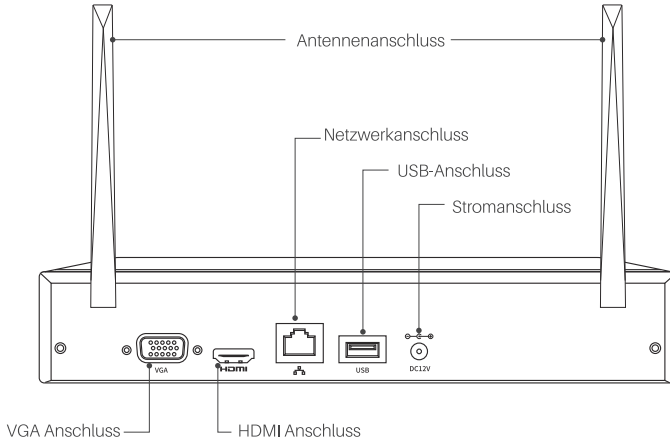 Antennenanschluss
Netzwerkanschluss
USB-Anschluss
Stromanschluss
VGA
HDMI
USB
DC12V
VGA Anschluss
HDMI Anschluss